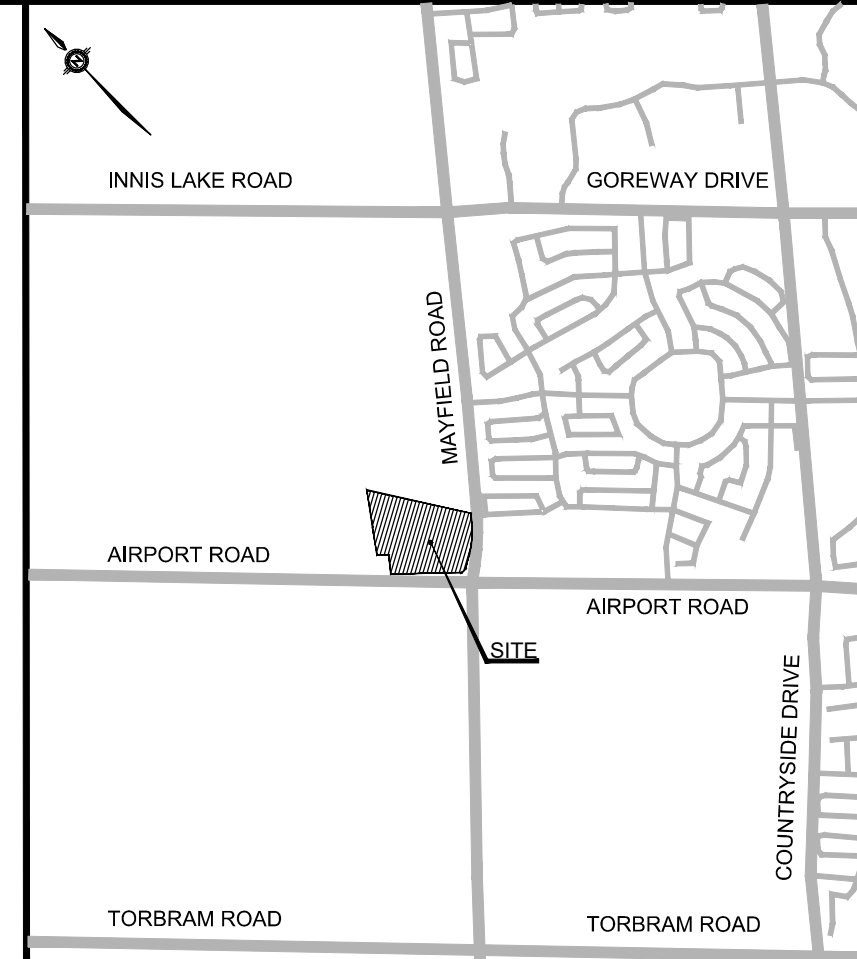 N
INNIS LAKE ROAD
GOREWAY DRIVE
MAYFIELD ROAD
AIRPORT ROAD
AIRPORT ROAD
SITE
COUNTRYSIDE DRIVE
TORBRAM ROAD
TORBRAM ROAD